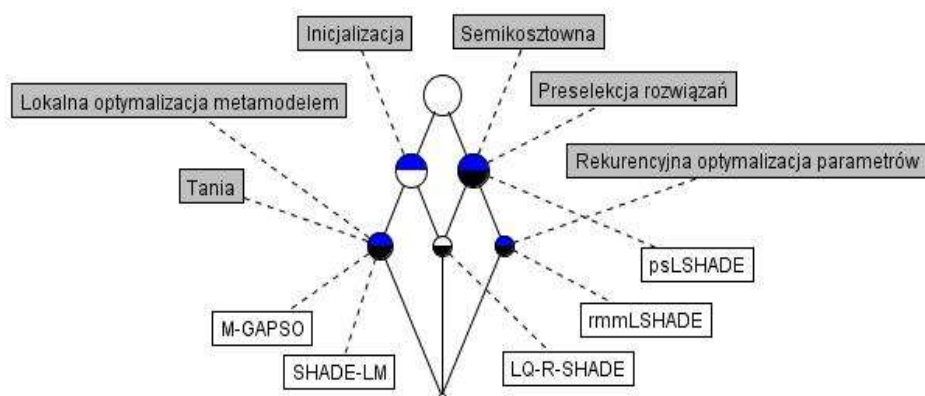 Inicjalizacja
Semikosztowna
Lokalna optymalizacja metamodelem
Preselekcja rozwiązań
Tania
Rekurencyjna optymalizacja parametrów
psLSHADE
M-GAPSO
rmmLSHADE
SHADE-LM
LQ-R-SHADE